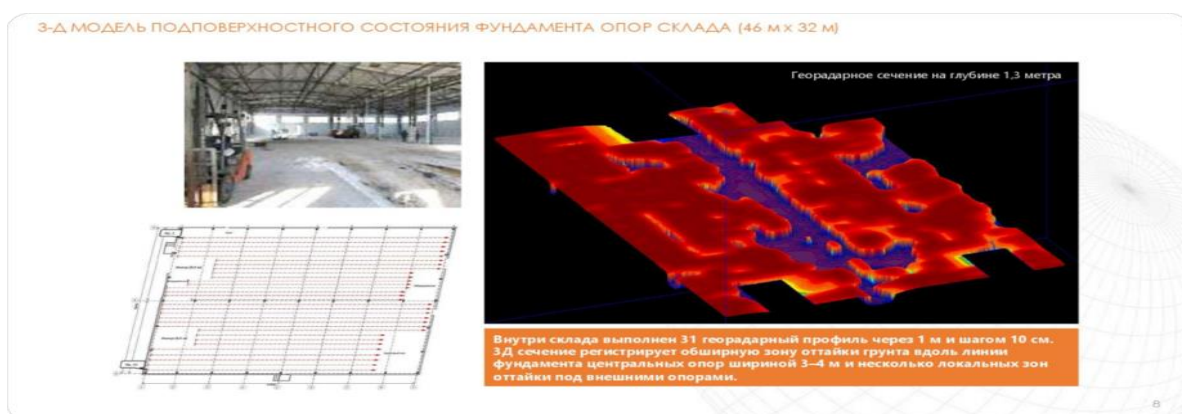 3-Д МОДЕЛЬ ПОДПОВЕРХНОСТНОГО СОСТОЯНИЯ ФУНДАМЕНТА ОПОР СКЛАДА (46 м х 32 м)
Георадарное сечение на глубине 1,3 метра
Внутри склада выполнен 31 георадарный профиль через 1 м и шагом 10 см.
3Д сечение регистрирует обширную зону оттайки грунта вдоль линии
фундамента центральных опор шириной 3–4 м и несколько локальных зон
оттайки под внешними опорами.
8